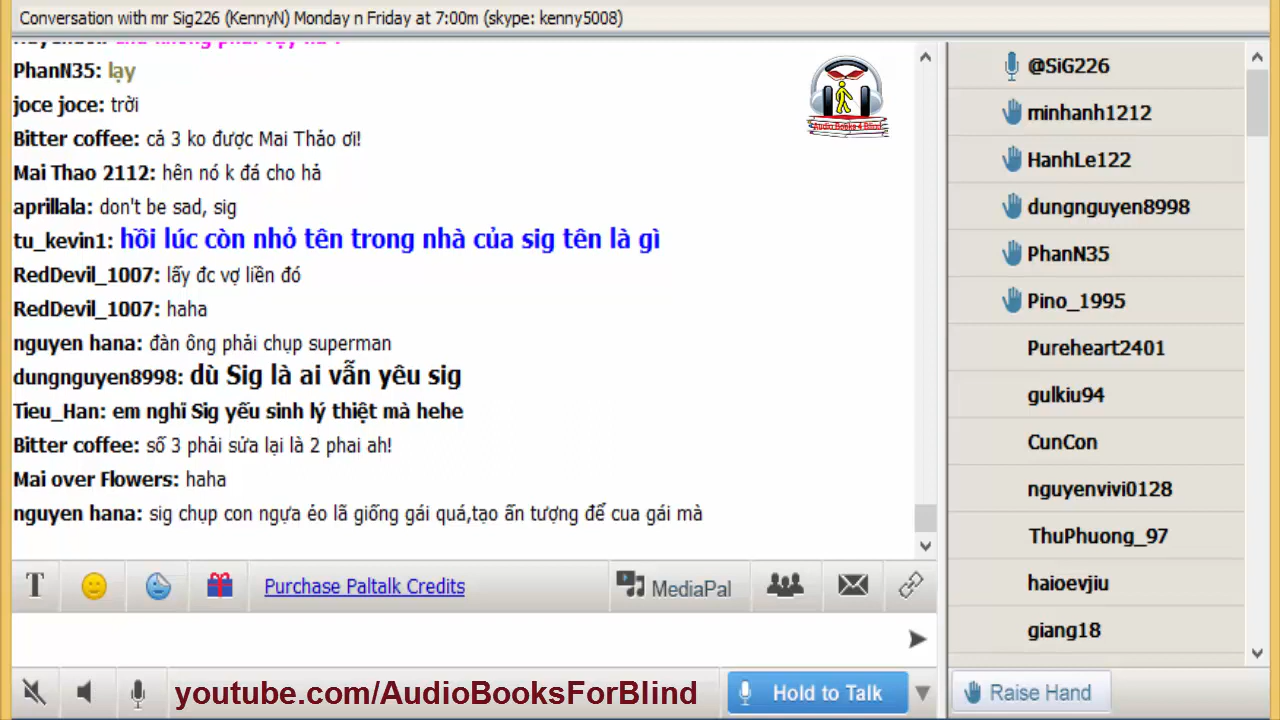 Conversation with mr Sig226 (KennyN) Monday n Friday at 7:00m (skype: kenny5008)
PhanN35: lạy
joce joce: trời
Bitter coffee: cả 3 ko được Mai Thảo ơi!
Mai Thao 2112: hên nó k đá cho hả
aprillala: don't be sad, sig
tu_kevin1: hồi lúc còn nhỏ tên trong nhà của sig tên là gì
RedDevil_1007: lấy đc vợ liền đó
RedDevil_1007: haha
nguyen hana: đàn ông phải chụp superman
dungnguyen8998: dù Sig là ai vẫn yêu sig
Tieu_Han: em nghĩ Sig yếu sinh lý thiệt mà hehe
Bitter coffee: số 3 phải sửa lại là 2 phai ah!
Mai over Flowers: haha
nguyen hana: sig chụp con ngựa ẻo lã giống gái quá,tạo ấn tượng để cua gái mà
Audio Books 4 Blind
@SiG226
minhanh1212
HanhLe122
dungnguyen8998
PhanN35
Pino_1995
Pureheart2401
gulkiu94
CunCon
nguyenvivi0128
ThuPhuong_97
haioevjiu
giang18
T
Purchase Paltalk Credits
MediaPal
youtube.com/AudioBooksForBlind
Hold to Talk
Raise Hand